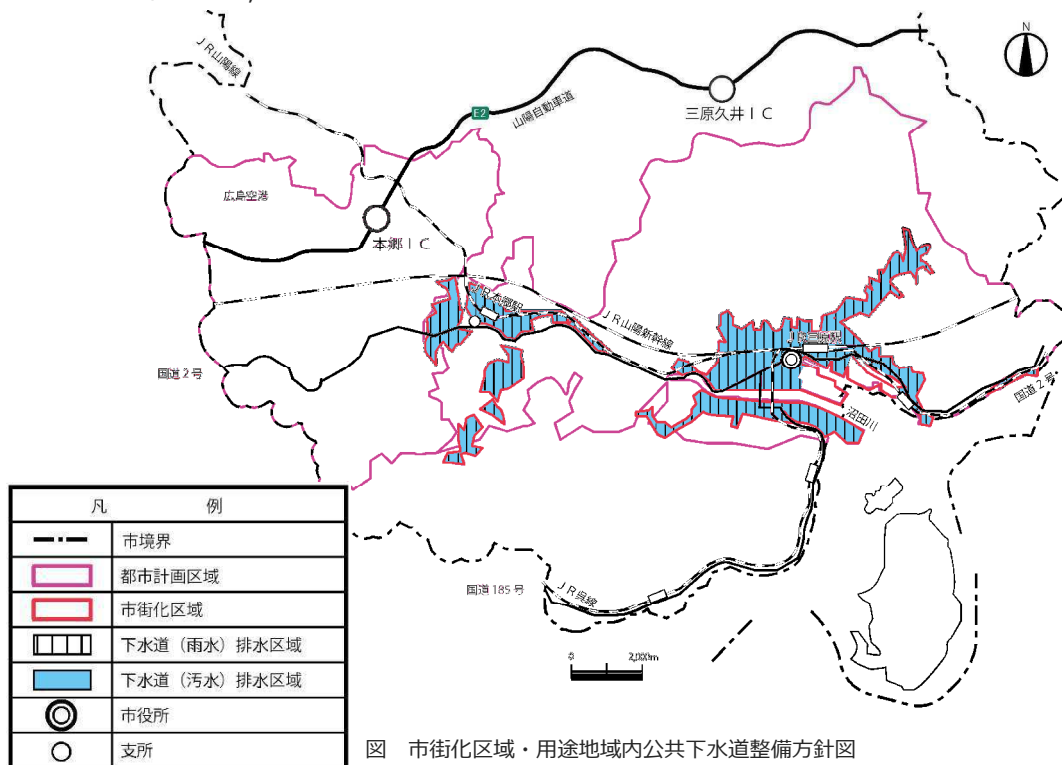 N
JR山陽線
E2
山陽自動車道
三原久井IC
広島空港
本郷IC
JR本郷駅
JR山陽新幹線
JR三原駅
国道2号
国道2号
沼田川
国道185号
JR呉線
0 2,000m
凡 例
市境界
都市計画区域
市街化区域
下水道(雨水)排水区域
下水道(汚水)排水区域
市役所
支所
図 市街化区域・用途地域内公共下水道整備方針図